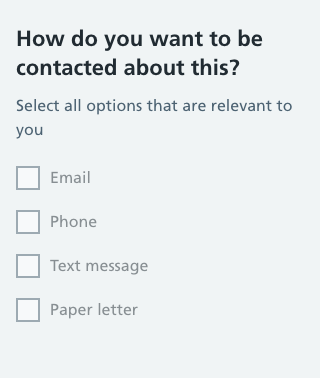 How do you want to be
contacted about this?
Select all options that are relevant to
you
Email
Phone
Text message
Paper letter